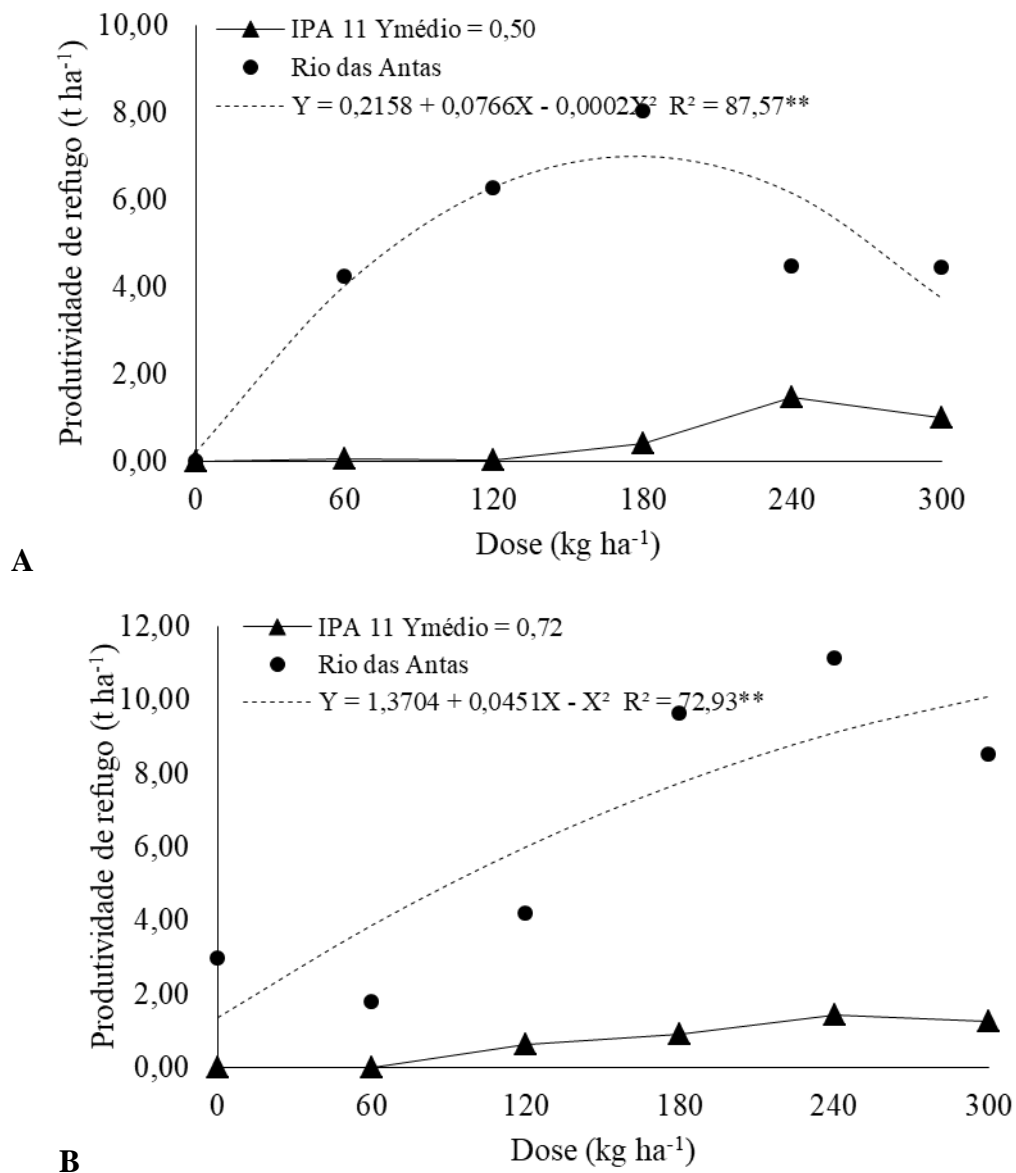 10,00
8,00
6,00
4,00
2,00
0,00
Produtividade de refugo (t ha⁻¹)
IPA 11 Ymédio = 0,50
Rio das Antas
Y = 0,2158 + 0,0766X - 0,0002X² R² = 87,57**
0 60 120 180 240 300
Dose (kg ha⁻¹)
A
12,00
10,00
8,00
6,00
4,00
2,00
0,00
Produtividade de refugo (t ha⁻¹)
IPA 11 Ymédio = 0,72
Rio das Antas
Y = 1,3704 + 0,0451X - X² R² = 72,93**
0 60 120 180 240 300
Dose (kg ha⁻¹)
B